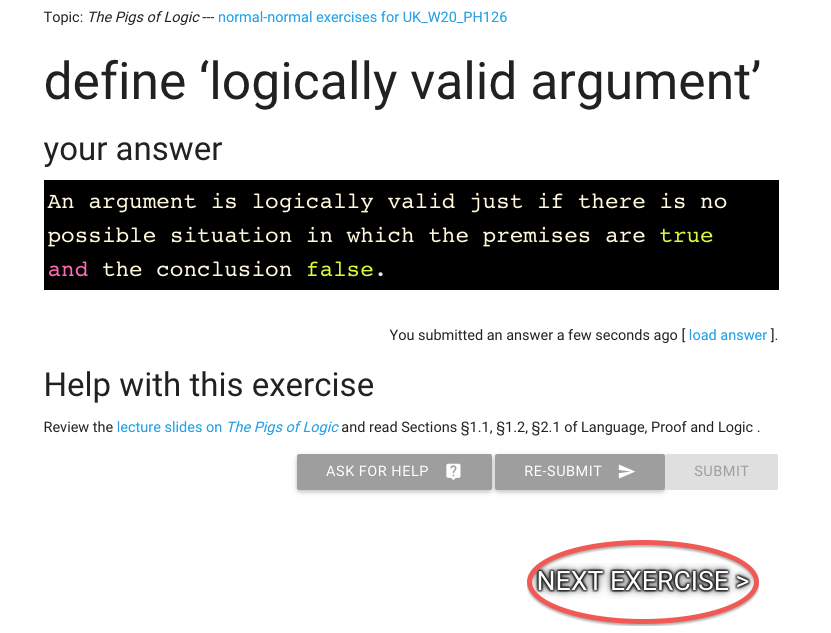 Topic: The Pigs of Logic --- normal-normal exercises for UK_W20_PH126
define ‘logically valid argument’
your answer
An argument is logically valid just if there is no
possible situation in which the premises are true
and the conclusion false.
You submitted an answer a few seconds ago [ load answer ].
Help with this exercise
Review the lecture slides on The Pigs of Logic and read Sections §1.1, §1.2, §2.1 of Language, Proof and Logic .
ASK FOR HELP ? RE-SUBMIT SUBMIT
NEXT EXERCISE >